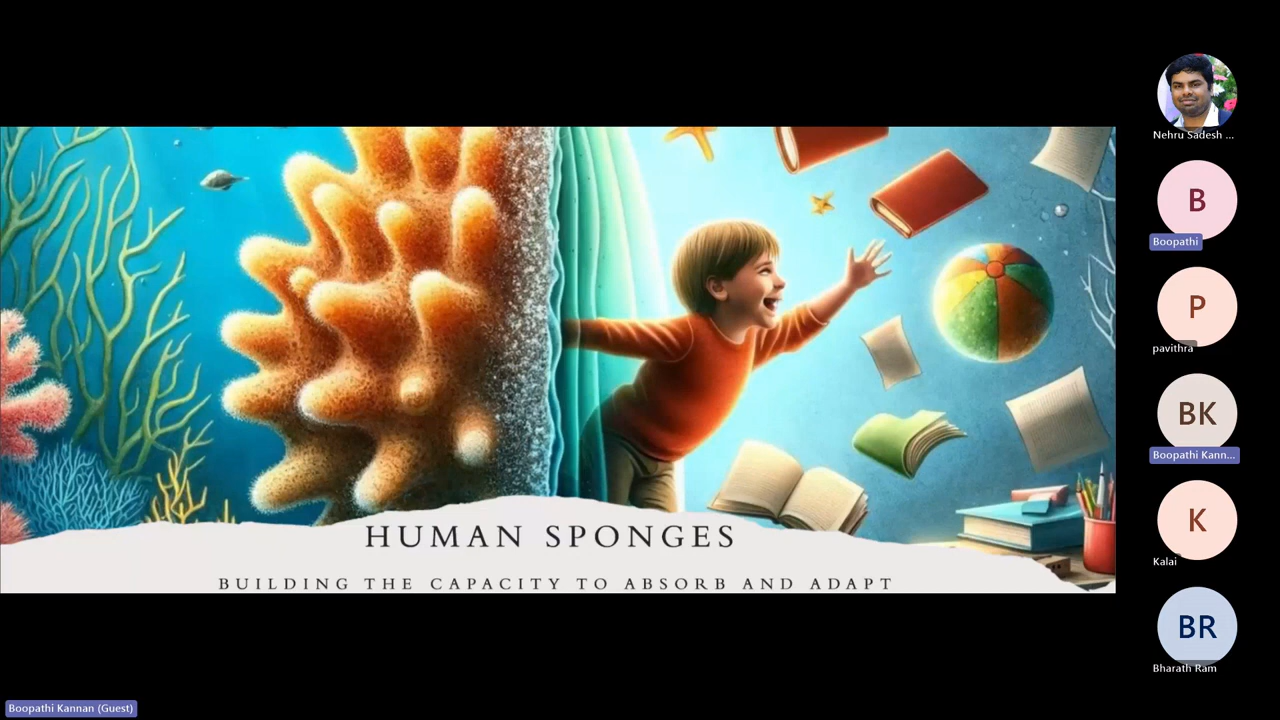 HUMAN SPONGES
BUILDING THE CAPACITY TO ABSORB AND ADAPT
Nehru Sadesh ...
B
Boopathi
P
pavithra
BK
Boopathi Kann...
K
Kalai
BR
Bharath Ram
Boopathi Kannan (Guest)